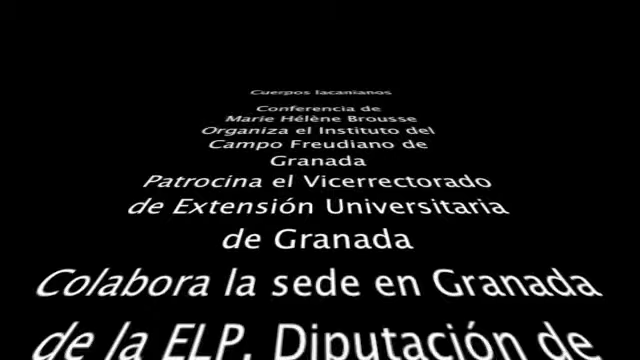 Cuerpos lacanianos
Conferencia de
Marie Hélène Brousse
Organiza el Instituto del
Campo Freudiano de
Granada
Patrocina el Vicerrectorado
de Extensión Universitaria
de Granada
Colabora la sede en Granada
de la ELP. Diputación de